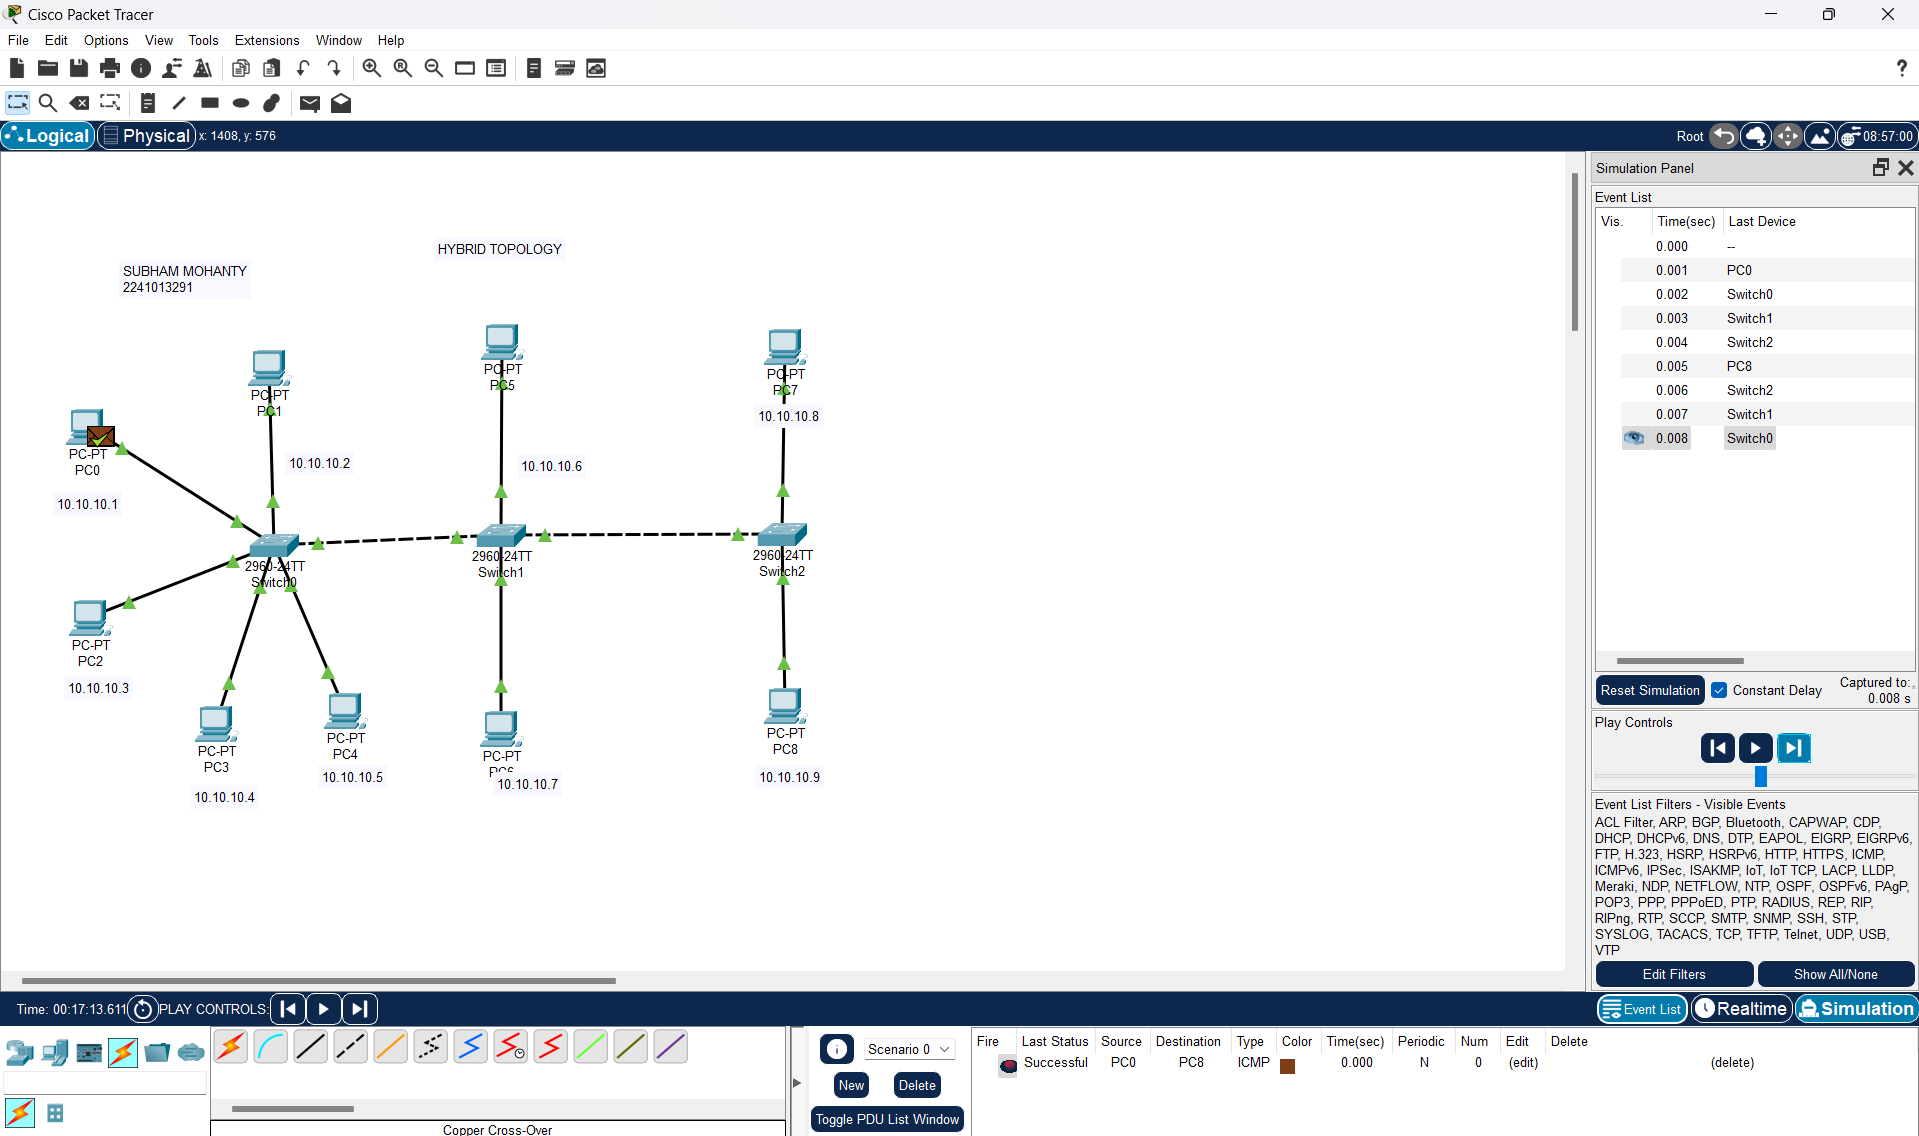 Cisco Packet Tracer
File Edit Options View Tools Extensions Window Help
?
Logical Physical x: 1408, y: 576 Root 08:57:00
Simulation Panel
Event List
Vis. Time(sec) Last Device
0.000 --
0.001 PC0
0.002 Switch0
0.003 Switch1
0.004 Switch2
0.005 PC8
0.006 Switch2
0.007 Switch1
0.008 Switch0
Reset Simulation Constant Delay Captured to:
0.008 s
Play Controls
Event List Filters - Visible Events
ACL Filter, ARP, BGP, Bluetooth, CAPWAP, CDP,
DHCP, DHCPv6, DNS, DTP, EAPOL, EIGRP, EIGRPv6,
FTP, H.323, HSRP, HSRPv6, HTTP, HTTPS, ICMP,
ICMPv6, IPSec, ISAKMP, IoT, IoT TCP, LACP, LLDP,
Meraki, NDP, NETFLOW, NTP, OSPF, OSPFv6, PAgP,
POP3, PPP, PPPoED, PTP, RADIUS, REP, RIP,
RIPng, RTP, SCCP, SMTP, SNMP, SSH, STP,
SYSLOG, TACACS, TCP, TFTP, Telnet, UDP, USB,
VTP
Edit Filters Show All/None
HYBRID TOPOLOGY
SUBHAM MOHANTY
2241013291
PC-PT
PC5
PC-PT
PC7
10.10.10.8
PC-PT
PC1
PC-PT
PC0
10.10.10.2
10.10.10.6
10.10.10.1
2960-24TT
Switch0
2960-24TT
Switch1
2960-24TT
Switch2
PC-PT
PC2
10.10.10.3
PC-PT
PC3
10.10.10.4
PC-PT
PC4
10.10.10.5
PC-PT
PC6
10.10.10.7
PC-PT
PC8
10.10.10.9
Time: 00:17:13.611 PLAY CONTROLS: Event List Realtime Simulation
Copper Cross-Over
Scenario 0
New Delete
Toggle PDU List Window
Fire Last Status Source Destination Type Color Time(sec) Periodic Num Edit Delete
Successful PC0 PC8 ICMP 0.000 N 0 (edit) (delete)